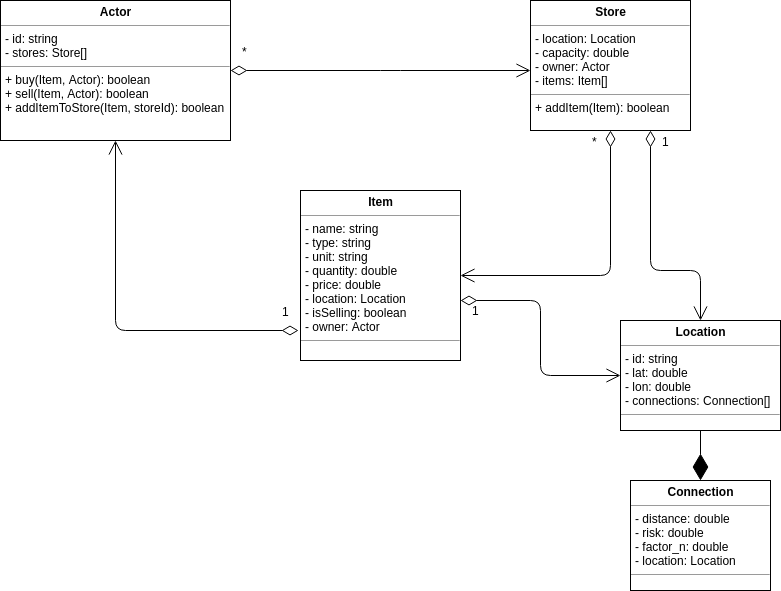 Actor
- id: string
- stores: Store[]
+ buy(Item, Actor): boolean
+ sell(Item, Actor): boolean
+ addItemToStore(Item, storeId): boolean
*
Store
- location: Location
- capacity: double
- owner: Actor
- items: Item[]
+ addItem(Item): boolean
*
1
Item
- name: string
- type: string
- unit: string
- quantity: double
- price: double
- location: Location
- isSelling: boolean
- owner: Actor
1
1
Location
- id: string
- lat: double
- lon: double
- connections: Connection[]
Connection
- distance: double
- risk: double
- factor_n: double
- location: Location